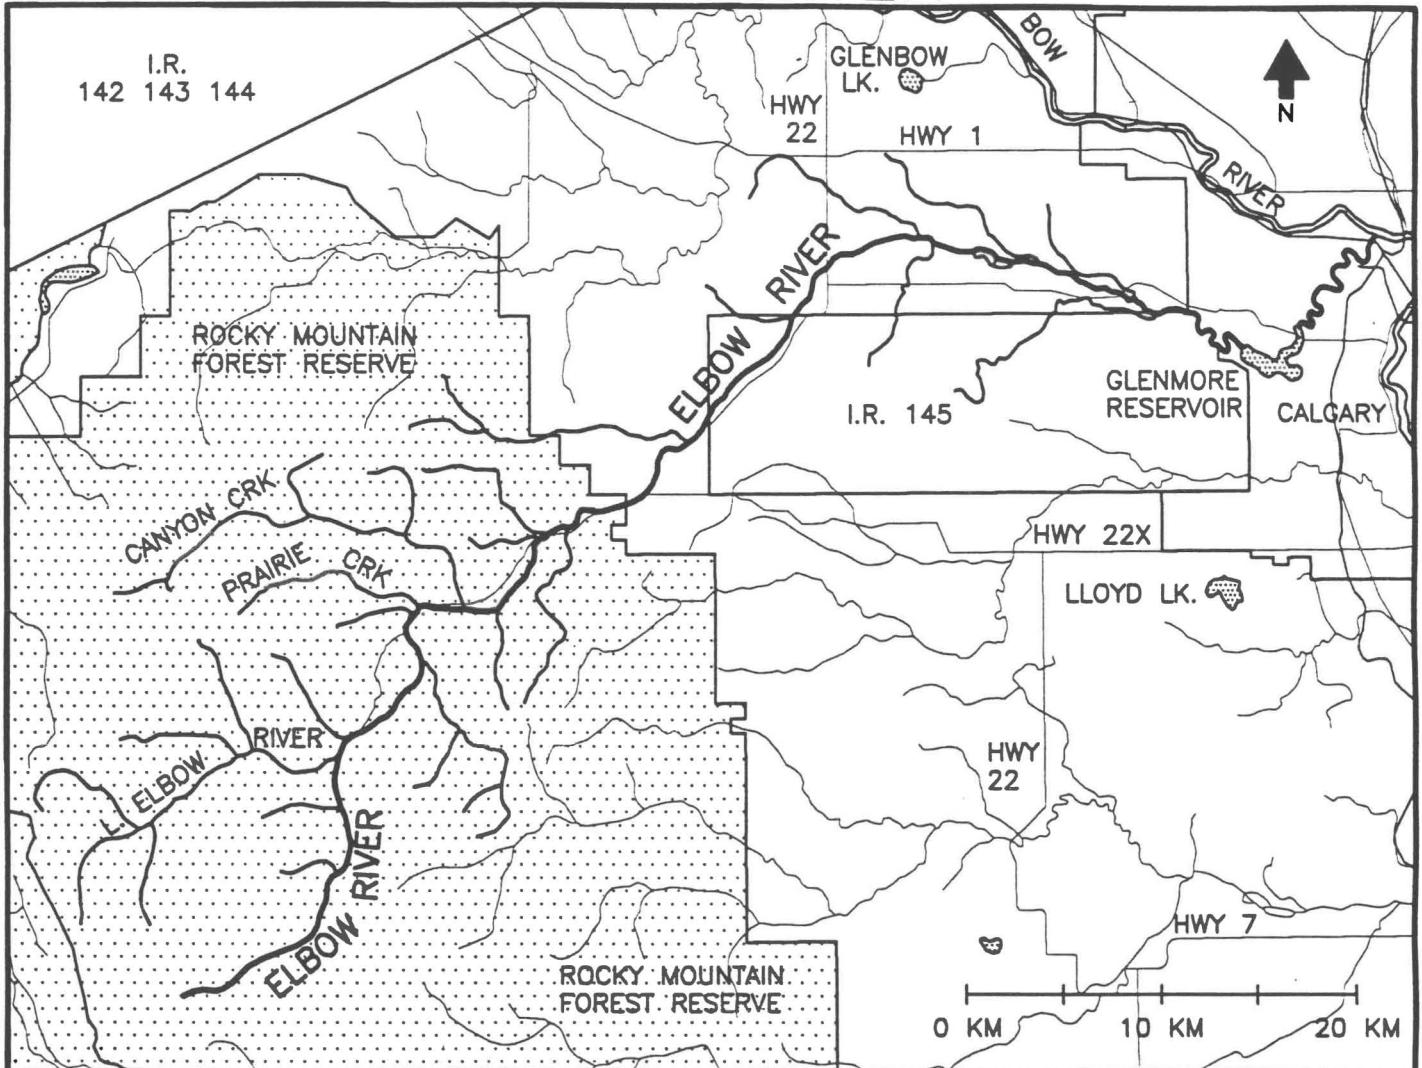 I.R.
142 143 144
GLENBOW
LK.
BOW
RIVER
N
HWY
22
HWY 1
ELBOW RIVER
ROCKY MOUNTAIN
FOREST RESERVE
GLENMORE
RESERVOIR
CALGARY
I.R. 145
CANYON CRK
PRAIRIE CRK
HWY 22X
LLOYD LK.
L. ELBOW RIVER
HWY
22
ELBOW RIVER
HWY 7
ROCKY MOUNTAIN
FOREST RESERVE
0 KM 10 KM 20 KM